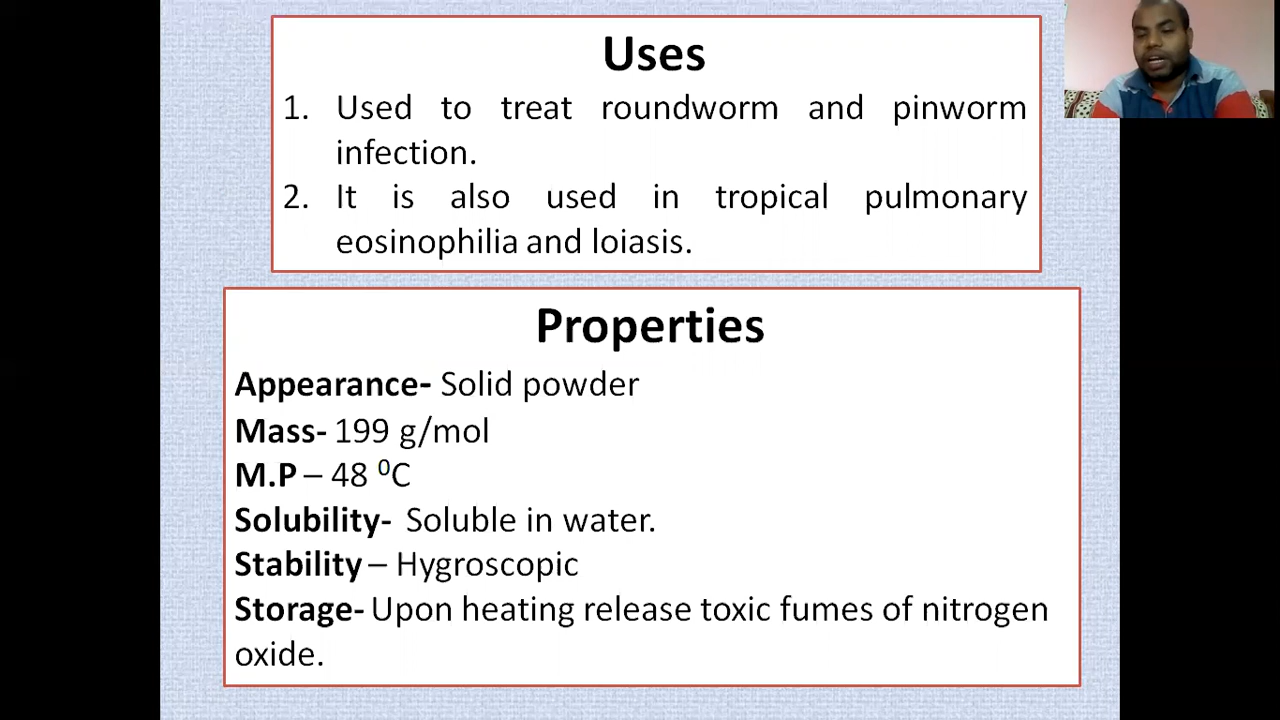 Uses
1. Used to treat roundworm and pinworm
infection.
2. It is also used in tropical pulmonary
eosinophilia and loiasis.
Properties
Appearance- Solid powder
Mass- 199 g/mol
M.P – 48 ⁰C
Solubility- Soluble in water.
Stability – Hygroscopic
Storage- Upon heating release toxic fumes of nitrogen
oxide.